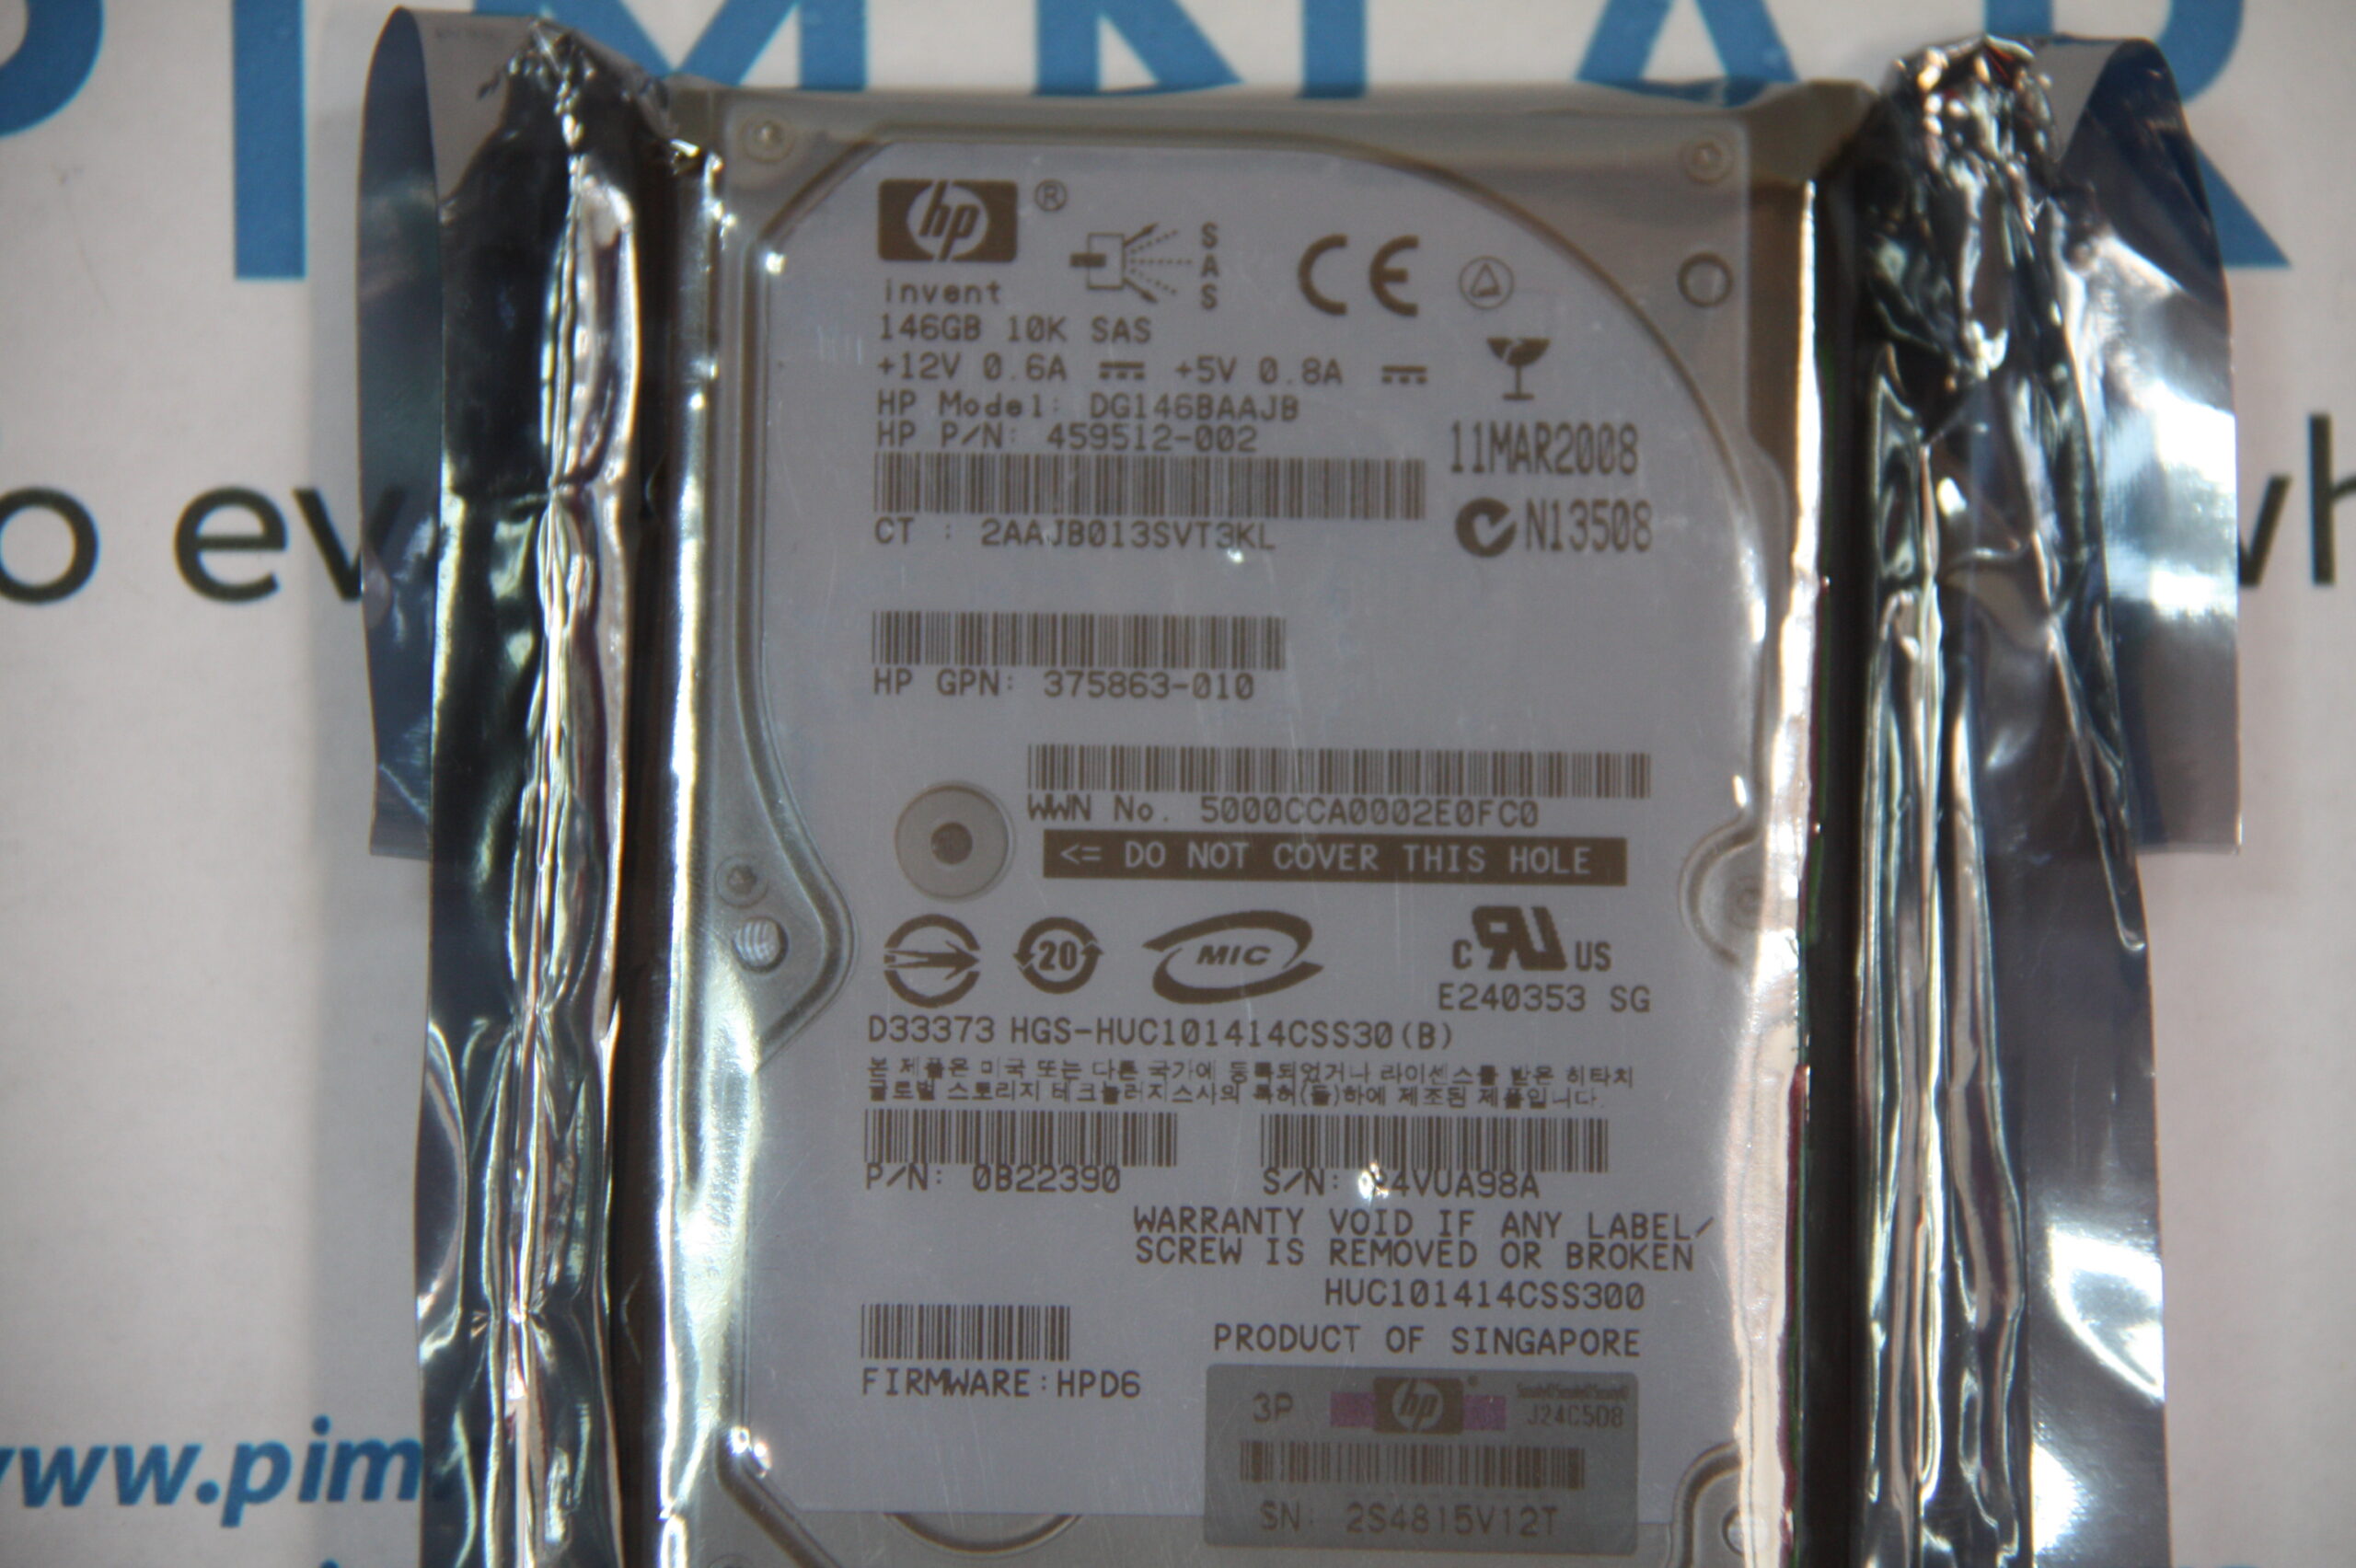 hp ®
invent
SAS
CE
146GB 10K SAS
+12V 0.6A +5V 0.8A
HP Model: DG146BAAJB
HP P/N: 459512-002
11MAR2008
CT : 2AAJB013SVT3KL
N13508
HP GPN: 375863-010
WWN No. 5000CCA0002E0FC0
<= DO NOT COVER THIS HOLE
20
MIC
c RU US
E240353 SG
D33373 HGS-HUC101414CSS30(B)
본 제품은 미국 또는 다른 국가에 등록되었거나 라이센스를 받은 히타치
글로벌 스토리지 테크놀러지스사의 특허(들)하에 제조된 제품입니다.
P/N: 0B22390
S/N:
WARRANTY VOID IF ANY LABEL/
SCREW IS REMOVED OR BROKEN
HUC101414CSS300
PRODUCT OF SINGAPORE
FIRMWARE:HPD6
3P
hp
J24C5D8
SN: 2S4815V12T
www.pim